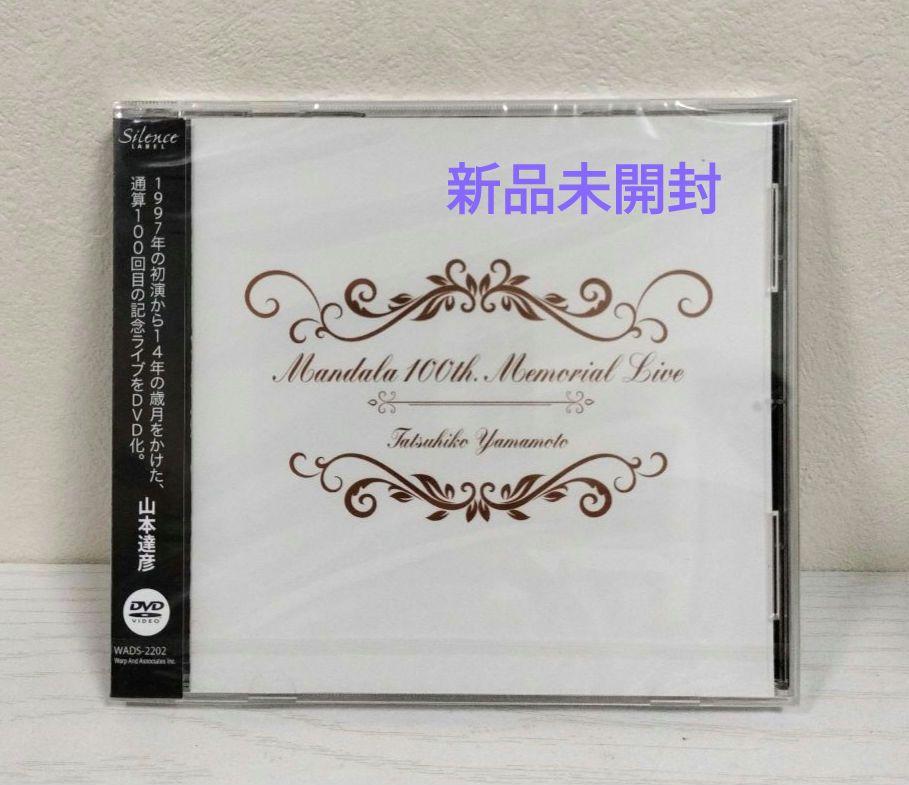 Silence
LABEL
1997年の初演から14年の歳月をかけた、
通算100回目の記念ライブをDVD化。
山本達彦
DVD
VIDEO
WADS-2202
Warp And Associates Inc.
新品未開封
Mandala 100th. Memorial Live
Tatsuhiko Yamamoto